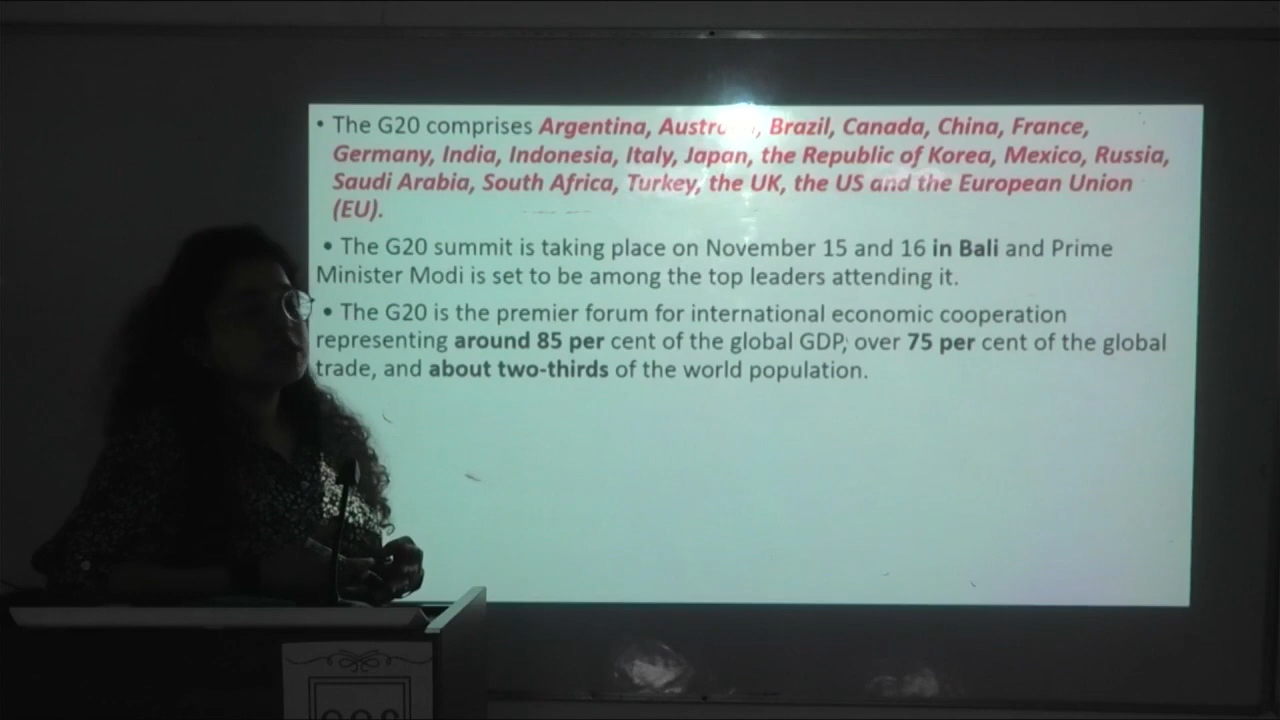 • The G20 comprises Argentina, Brazil, Canada, China, France,
Germany, India, Indonesia, Italy, Japan, the Republic of Korea, Mexico, Russia,
Saudi Arabia, South Africa, Turkey, the UK, the US and the European Union
(EU).
• The G20 summit is taking place on November 15 and 16 in Bali and Prime
Minister Modi is set to be among the top leaders attending it.
• The G20 is the premier forum for international economic cooperation
representing around 85 per cent of the global GDP, over 75 per cent of the global
trade, and about two-thirds of the world population.